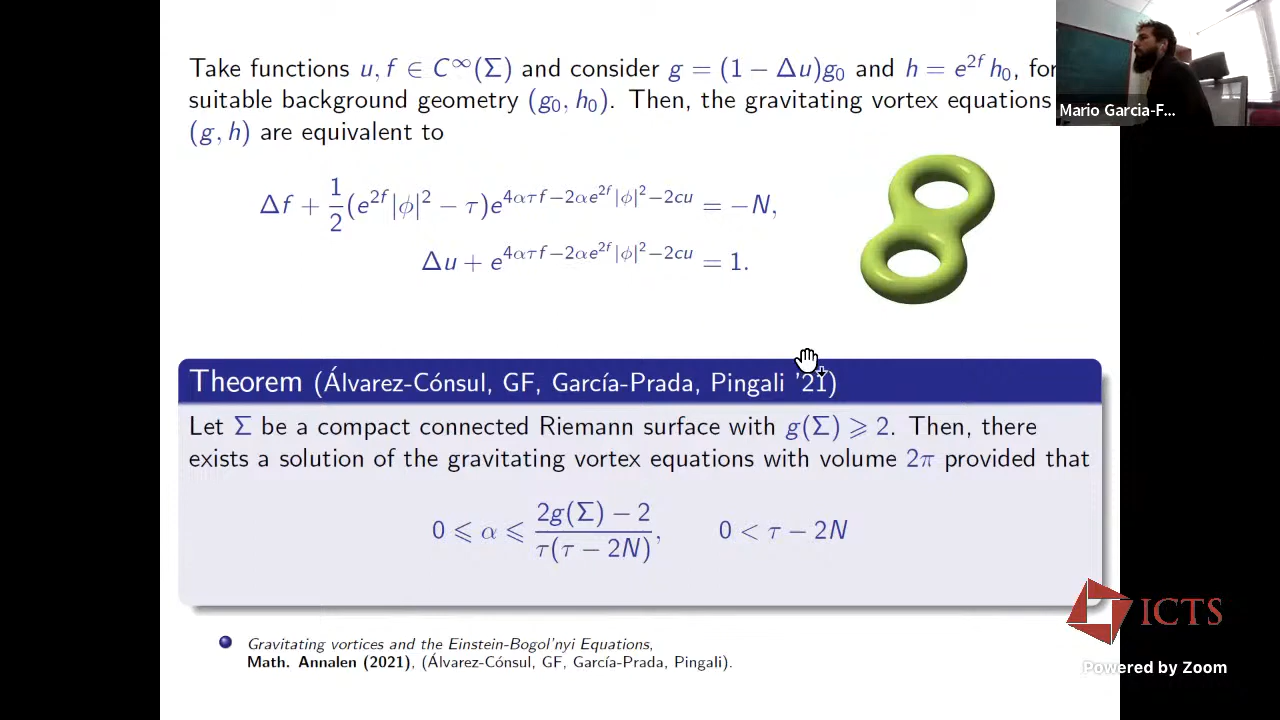 Take functions u, f ∈ C^∞(Σ) and consider g = (1 − Δu)g₀ and h = e^{2f} h₀, for
suitable background geometry (g₀, h₀). Then, the gravitating vortex equations
(g, h) are equivalent to
Δf + \frac{1}{2}(e^{2f}|ϕ|² − τ)e^{4ατf−2αe^{2f}|ϕ|²−2cu} = −N,
Δu + e^{4ατf−2αe^{2f}|ϕ|²−2cu} = 1.
Theorem (Álvarez-Cónsul, GF, García-Prada, Pingali '21)
Let Σ be a compact connected Riemann surface with g(Σ) ⩾ 2. Then, there
exists a solution of the gravitating vortex equations with volume 2π provided that
0 ⩽ α ⩽ \frac{2g(Σ) − 2}{τ(τ − 2N)}, 0 < τ − 2N
Gravitating vortices and the Einstein-Bogol'nyi Equations,
Math. Annalen (2021), (Álvarez-Cónsul, GF, García-Prada, Pingali).
Mario Garcia-F...
ICTS
Powered by Zoom